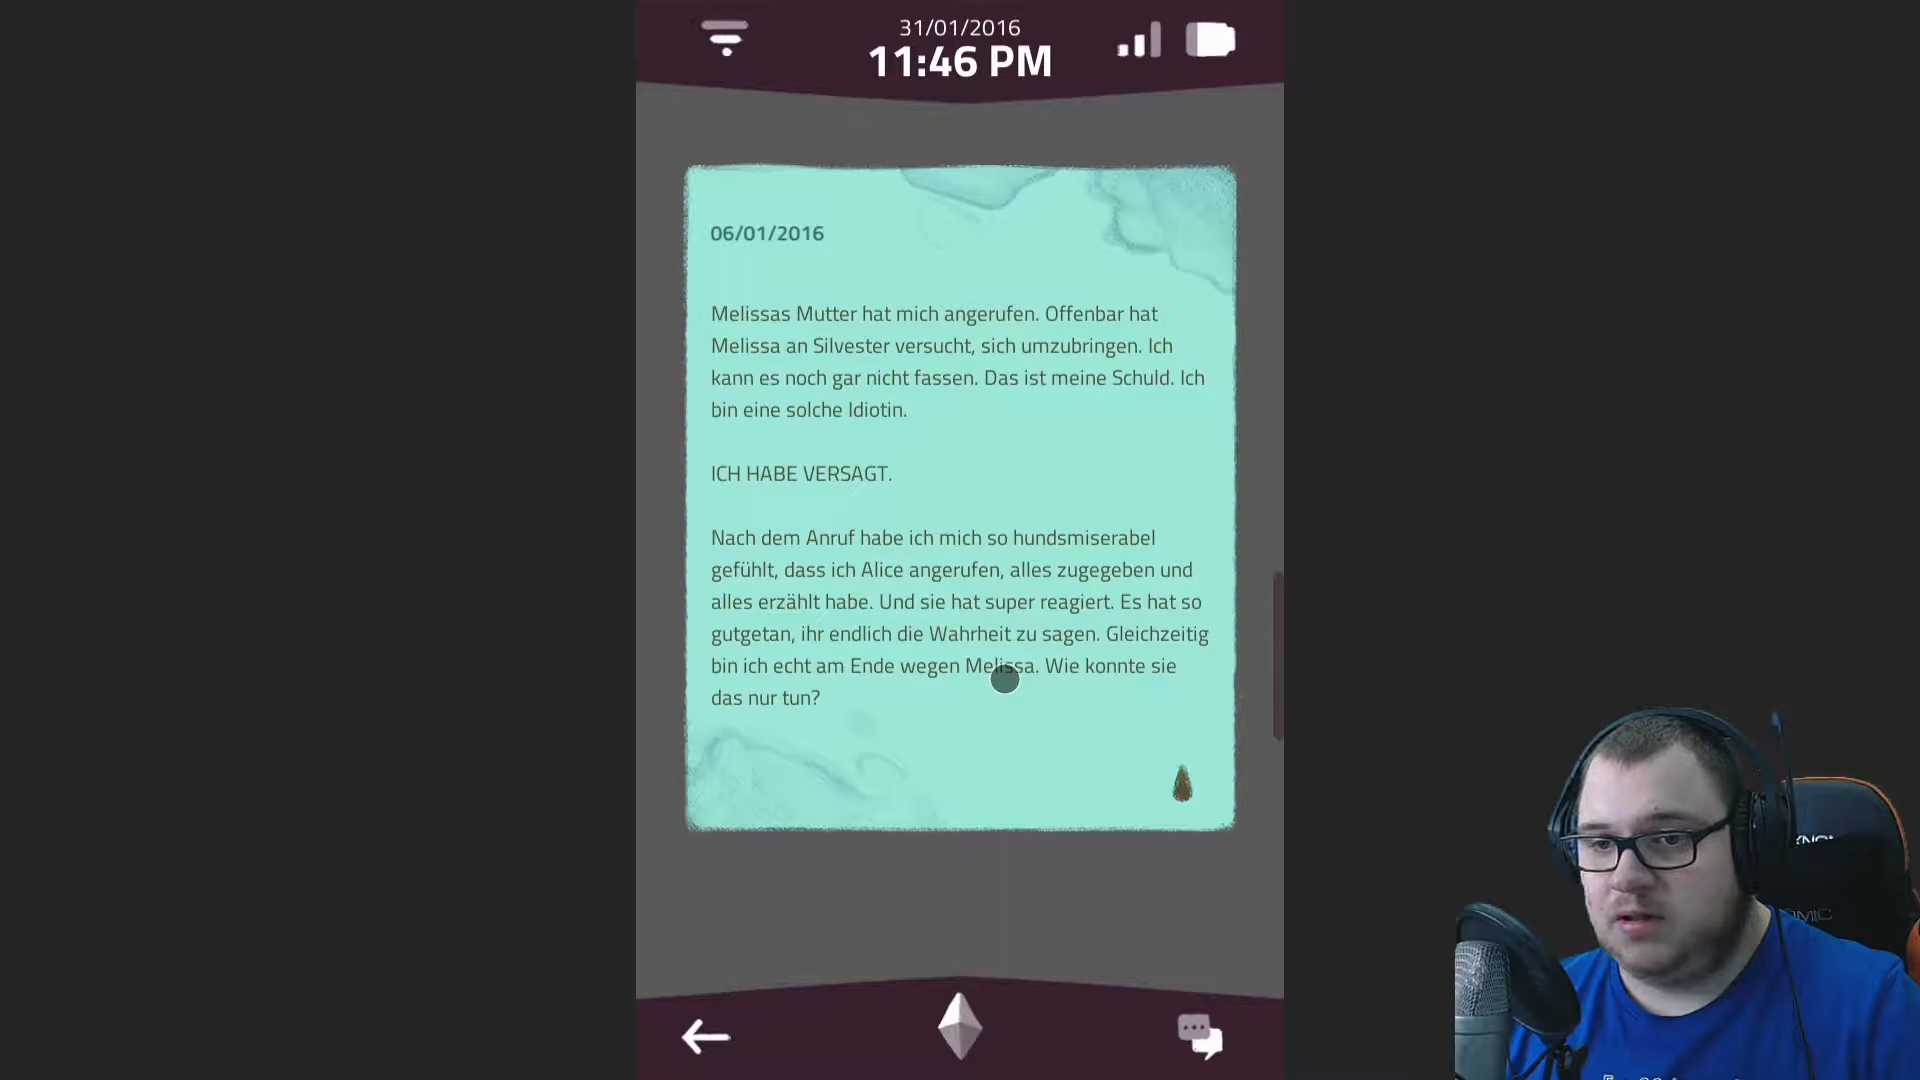 31/01/2016
11:46 PM
06/01/2016
Melissas Mutter hat mich angerufen. Offenbar hat
Melissa an Silvester versucht, sich umzubringen. Ich
kann es noch gar nicht fassen. Das ist meine Schuld. Ich
bin eine solche Idiotin.
ICH HABE VERSAGT.
Nach dem Anruf habe ich mich so hundsmiserabel
gefühlt, dass ich Alice angerufen, alles zugegeben und
alles erzählt habe. Und sie hat super reagiert. Es hat so
gutgetan, ihr endlich die Wahrheit zu sagen. Gleichzeitig
bin ich echt am Ende wegen Melissa. Wie konnte sie
das nur tun?